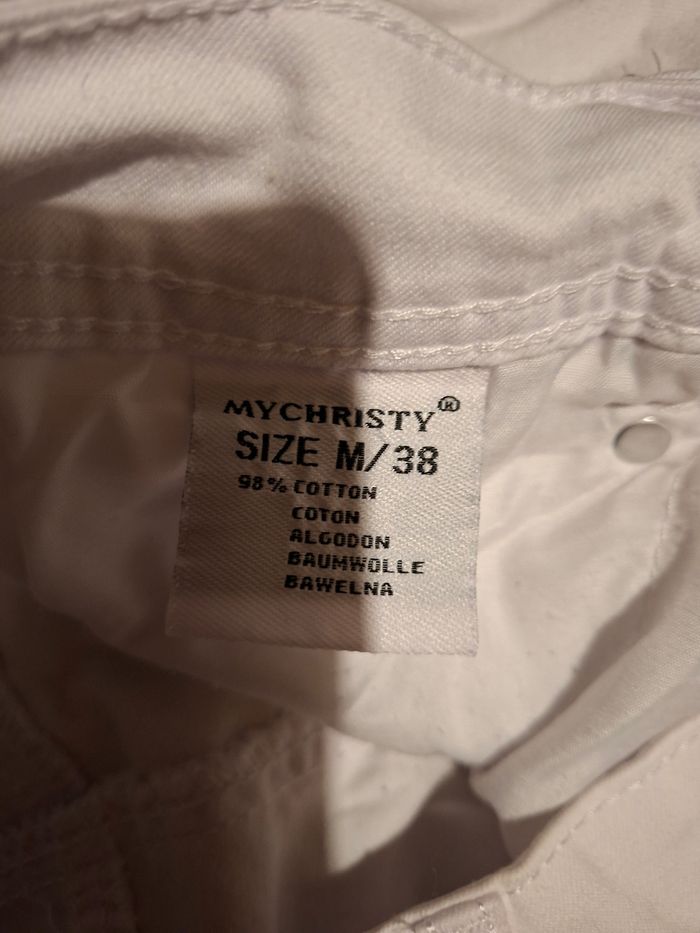 MYCHRISTY®
SIZE M/38
98% COTTON
COTON
ALGODON
BAUMWOLLE
BAWELNA